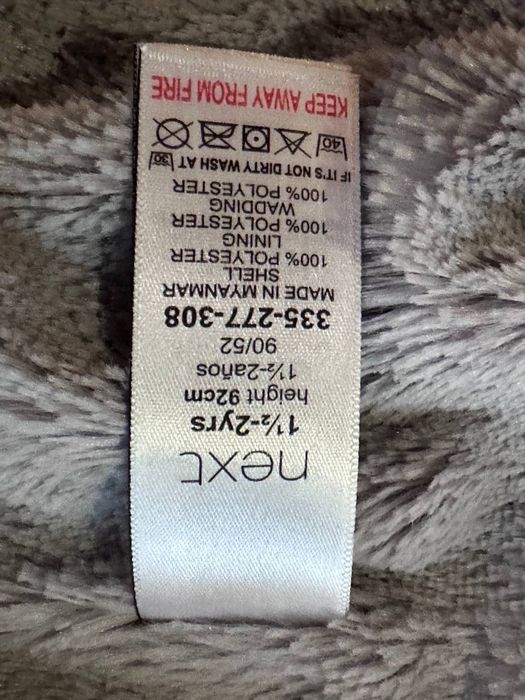 next
1½-2yrs
height 92cm
1½-2años
90/52
335-277-308
MADE IN MYANMAR
SHELL
100% POLYESTER
LINING
100% POLYESTER
WADDING
100% POLYESTER
IF IT'S NOT DIRTY WASH AT 30
40
KEEP AWAY FROM FIRE